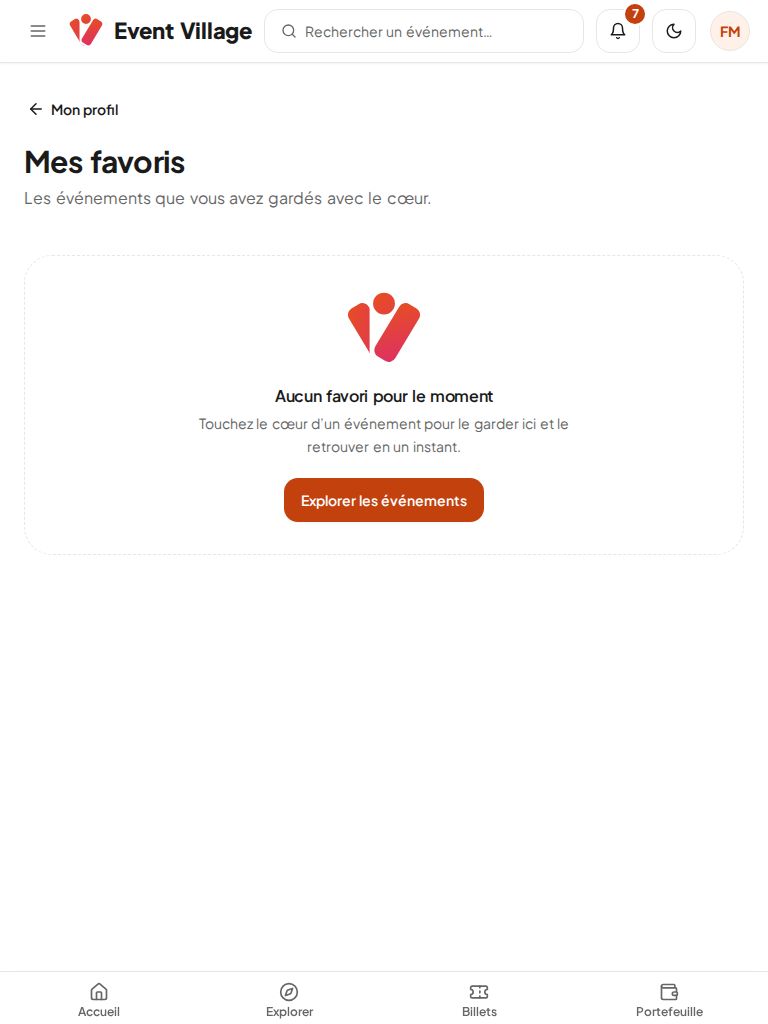 Event Village
Rechercher un événement…
7
FM
Mon profil
Mes favoris
Les événements que vous avez gardés avec le cœur.
Aucun favori pour le moment
Touchez le cœur d’un événement pour le garder ici et le
retrouver en un instant.
Explorer les événements
Accueil
Explorer
Billets
Portefeuille